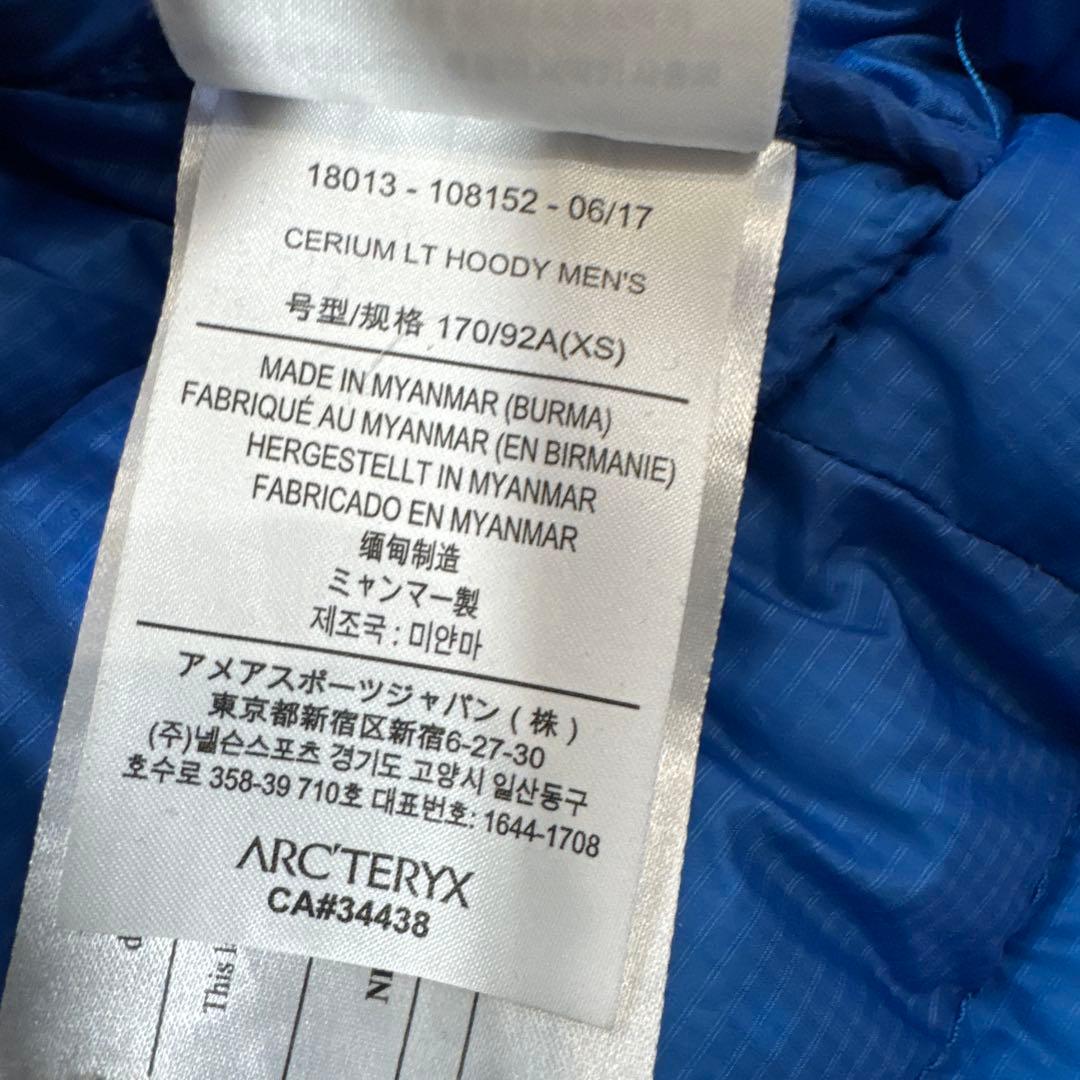 18013 - 108152 - 06/17
CERIUM LT HOODY MEN'S
号型/规格 170/92A(XS)
MADE IN MYANMAR (BURMA)
FABRIQUÉ AU MYANMAR (EN BIRMANIE)
HERGESTELLT IN MYANMAR
FABRICADO EN MYANMAR
缅甸制造
ミャンマー製
제조국 : 미얀마
アメアスポーツジャパン ( 株 )
東京都新宿区新宿6-27-30
(주)넬슨스포츠 경기도 고양시 일산동구
호수로 358-39 710호 대표번호: 1644-1708
ARC'TERYX
CA#34438
This